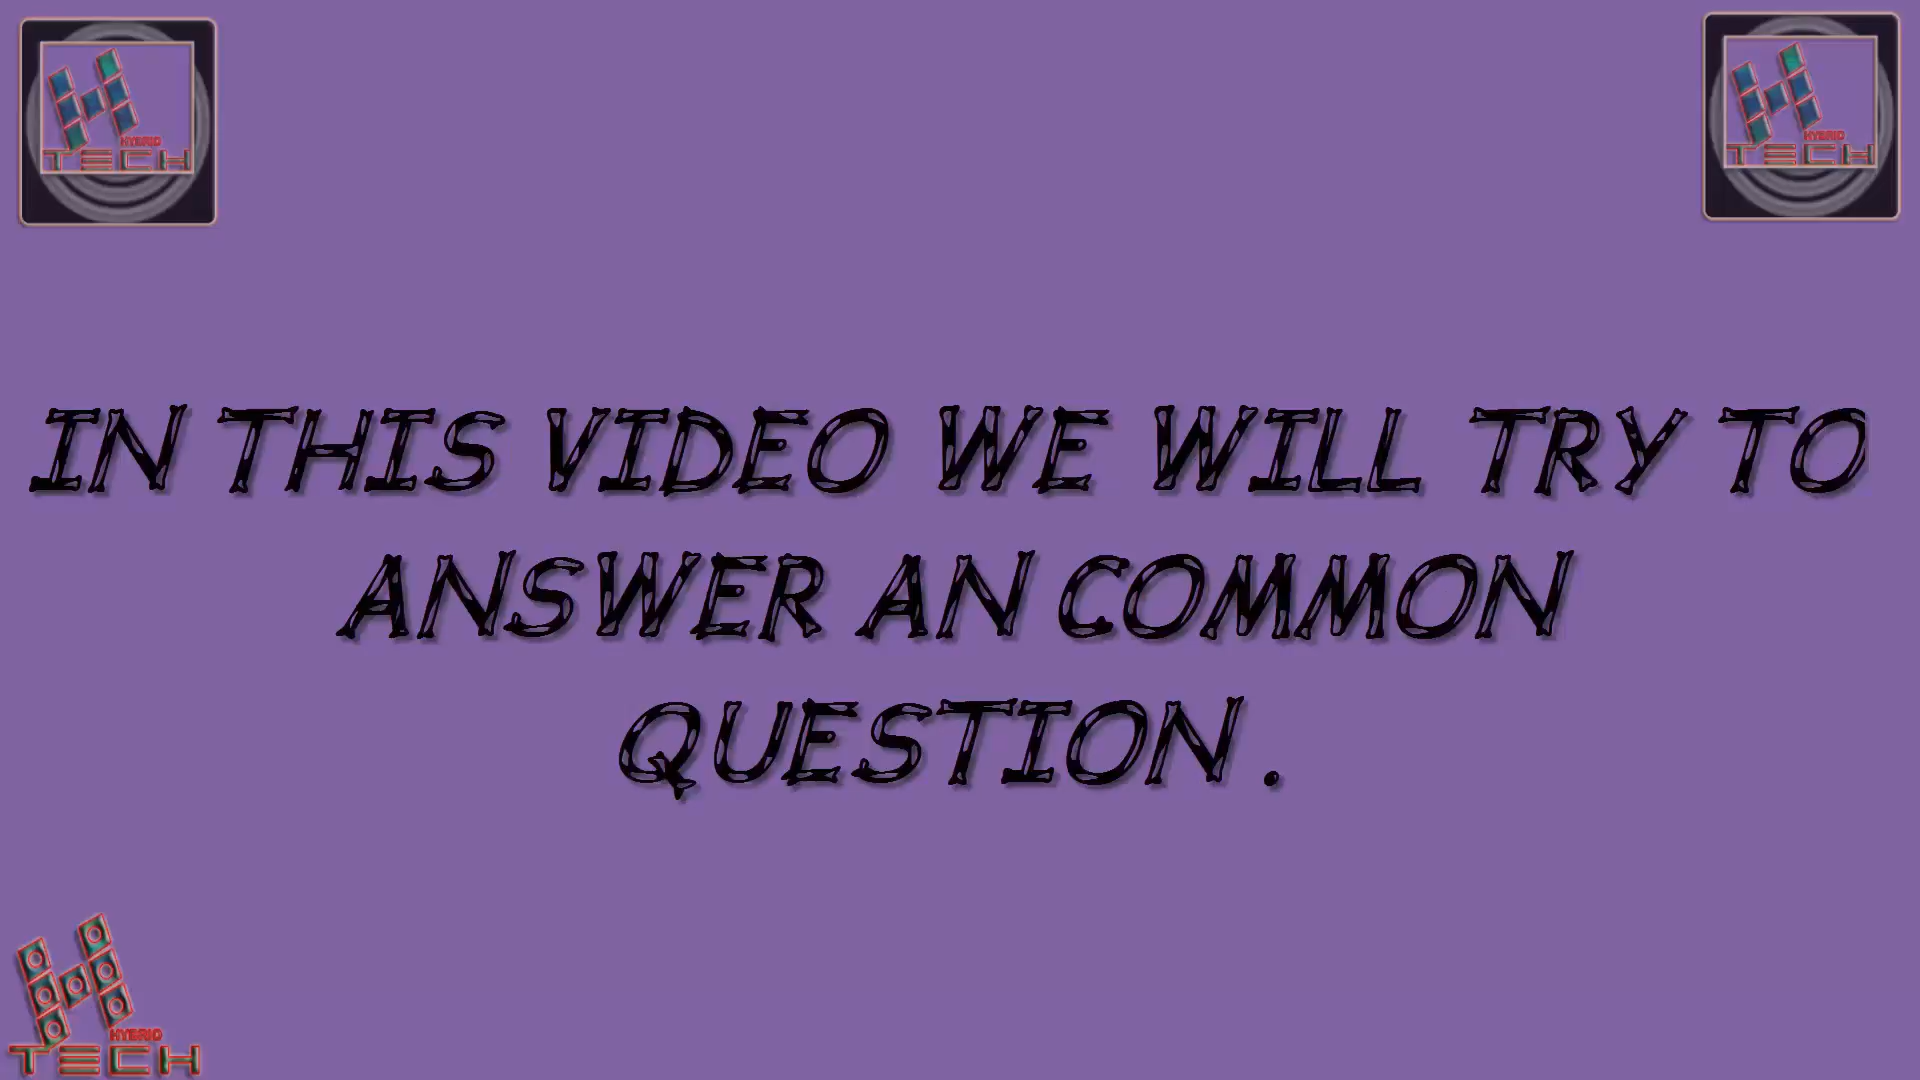 HYBRID
TECH
HYBRID
TECH
IN THIS VIDEO WE WILL TRY TO
ANSWER AN COMMON
QUESTION .
HYBRID
TECH